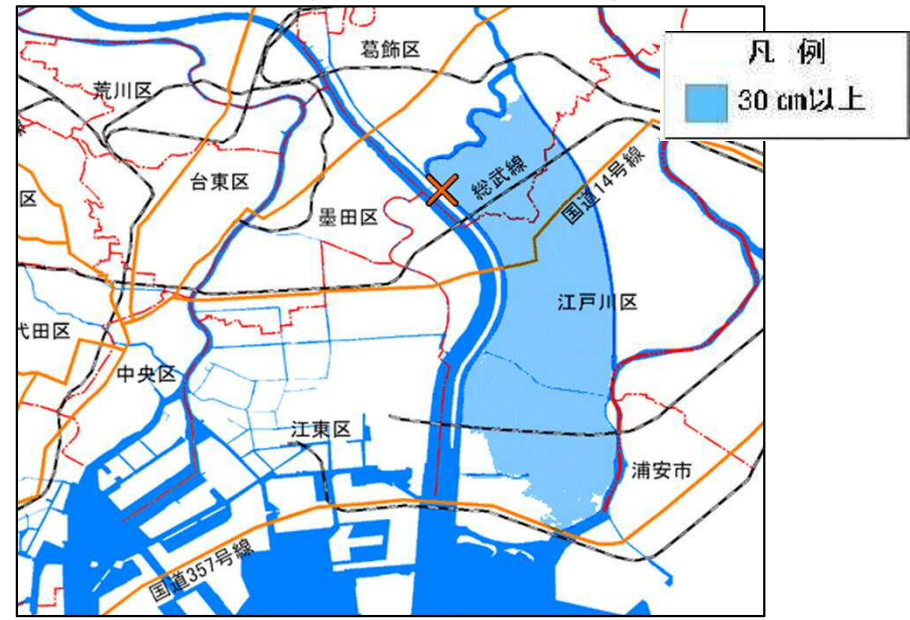 葛飾区
凡 例
荒川区
30 cm以上
台東区
総武線
国道14号線
区
墨田区
江戸川区
代田区
中央区
江東区
浦安市
国道357号線